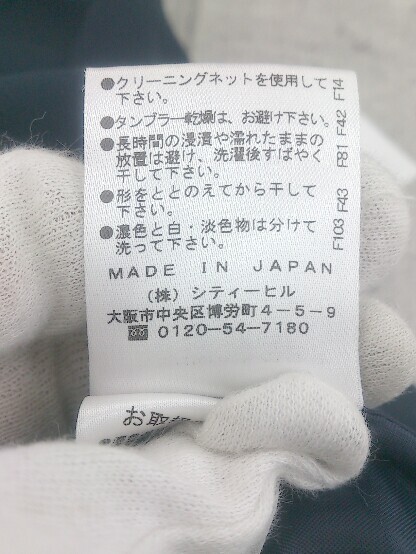 ●クリーニングネットを使用して
下さい。
●タンブラー乾燥は、お避け下さい。
●長時間の浸漬や濡れたままの
放置は避け、洗濯後すばやく
干して下さい。
●形をととのえてから干して
下さい。
●濃色と白・淡色物は分けて
洗って下さい。
F103 F43 F81 F42 F14
MADE IN JAPAN
(株) シティーヒル
大阪市中央区博労町4-5-9
0120-54-7180
お取扱